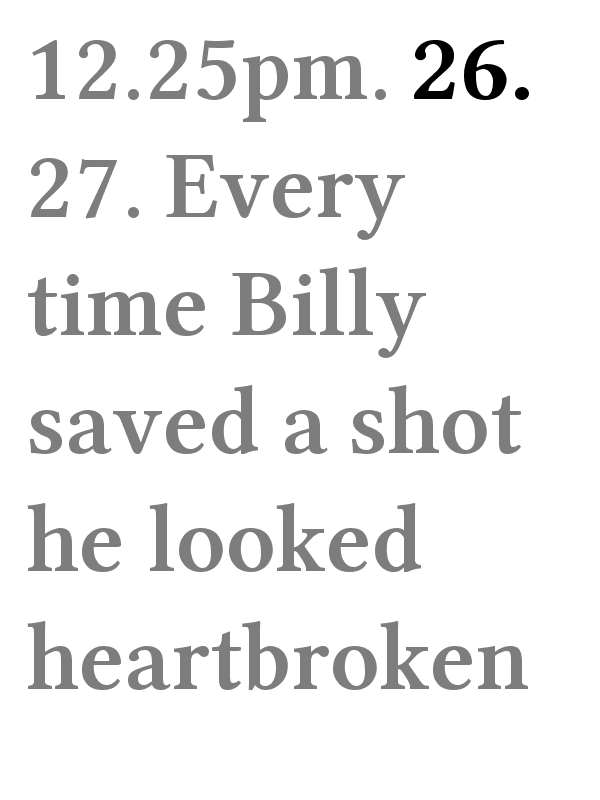 12.25pm. 26.
27. Every
time Billy
saved a shot
he looked
heartbroken